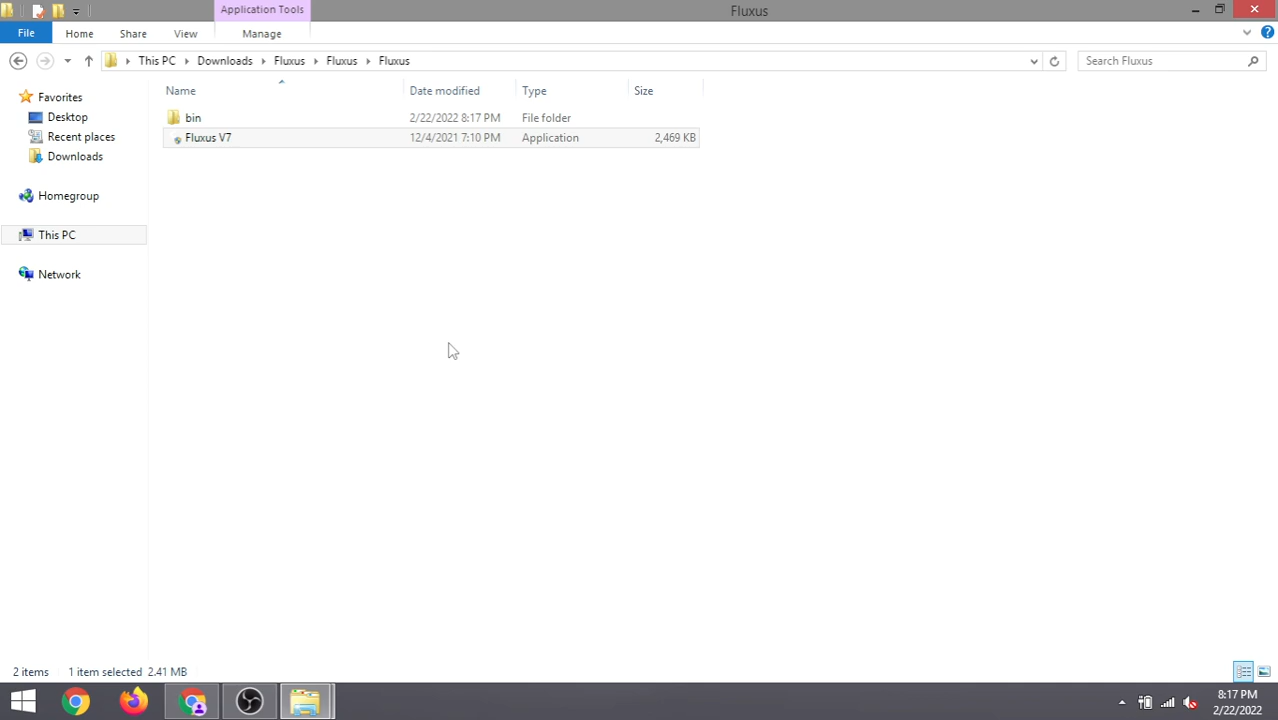 Application Tools
Fluxus
File
Home
Share
View
Manage
This PC
Downloads
Fluxus
Fluxus
Fluxus
Search Fluxus
Name
Date modified
Type
Size
Favorites
Desktop
Recent places
Downloads
Homegroup
This PC
Network
bin
2/22/2022 8:17 PM
File folder
Fluxus V7
12/4/2021 7:10 PM
Application
2,469 KB
2 items
1 item selected 2.41 MB
8:17 PM
2/22/2022